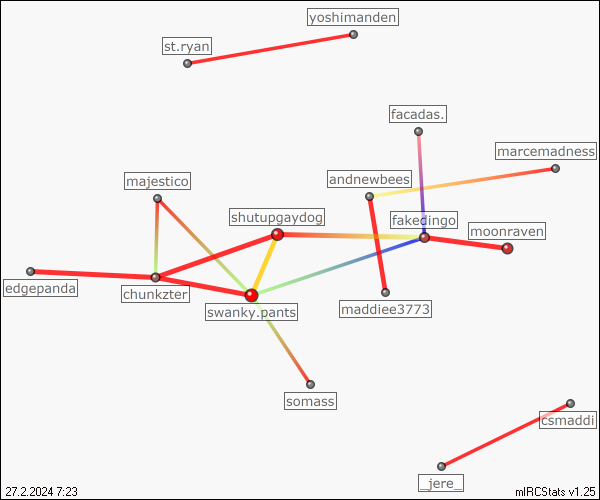 yoshimanden
st.ryan
facadas.
marcemadness
majestico
andnewbees
shutupgaydog
fakedingo
moonraven
edgepanda
chunkzter
swanky.pants
maddiee3773
somass
csmaddi
_jere_
27.2.2024 7:23
mIRCStats v1.25